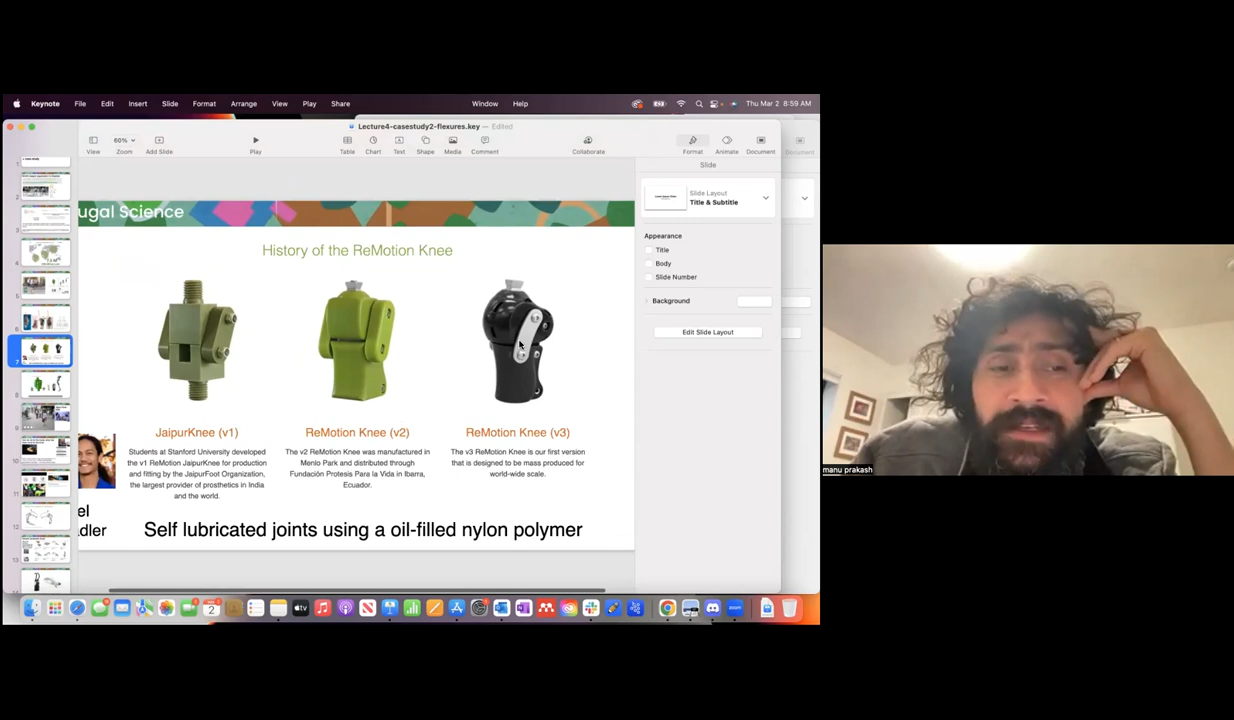 Keynote File Edit Insert Slide Format Arrange View Play Share Window Help Thu Mar 2 8:59 AM
Lecture4-casestudy2-flexures.key — Edited
60%
View Zoom Add Slide Play Table Chart Text Shape Media Comment Collaborate Format Animate Document
Slide
Slide Layout
Title & Subtitle
Appearance
Title
Body
Slide Number
Background
Edit Slide Layout
ugal Science
History of the ReMotion Knee
JaipurKnee (v1)
Students at Stanford University developed
the v1 ReMotion JaipurKnee for production
and fitting by the JaipurFoot Organization,
the largest provider of prosthetics in India
and the world.
ReMotion Knee (v2)
The v2 ReMotion Knee was manufactured in
Menlo Park and distributed through
Fundación Protesis Para la Vida in Ibarra,
Ecuador.
ReMotion Knee (v3)
The v3 ReMotion Knee is our first version
that is designed to be mass produced for
world-wide scale.
el
dler
Self lubricated joints using a oil-filled nylon polymer
manu prakash